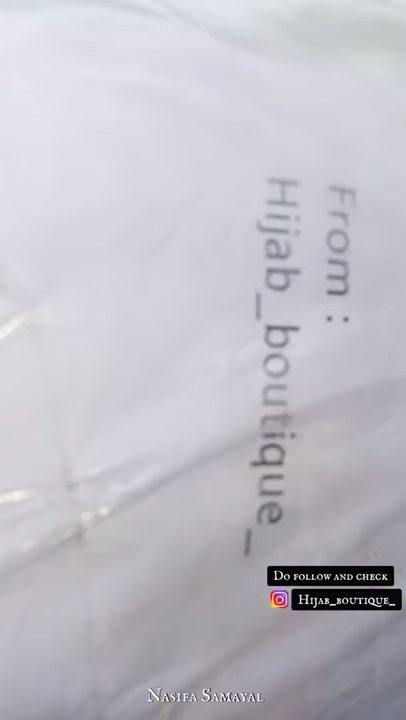 From :
Hijab_boutique_
DO FOLLOW AND CHECK
HIJAB_BOUTIQUE_
NASIFA SAMAYAL